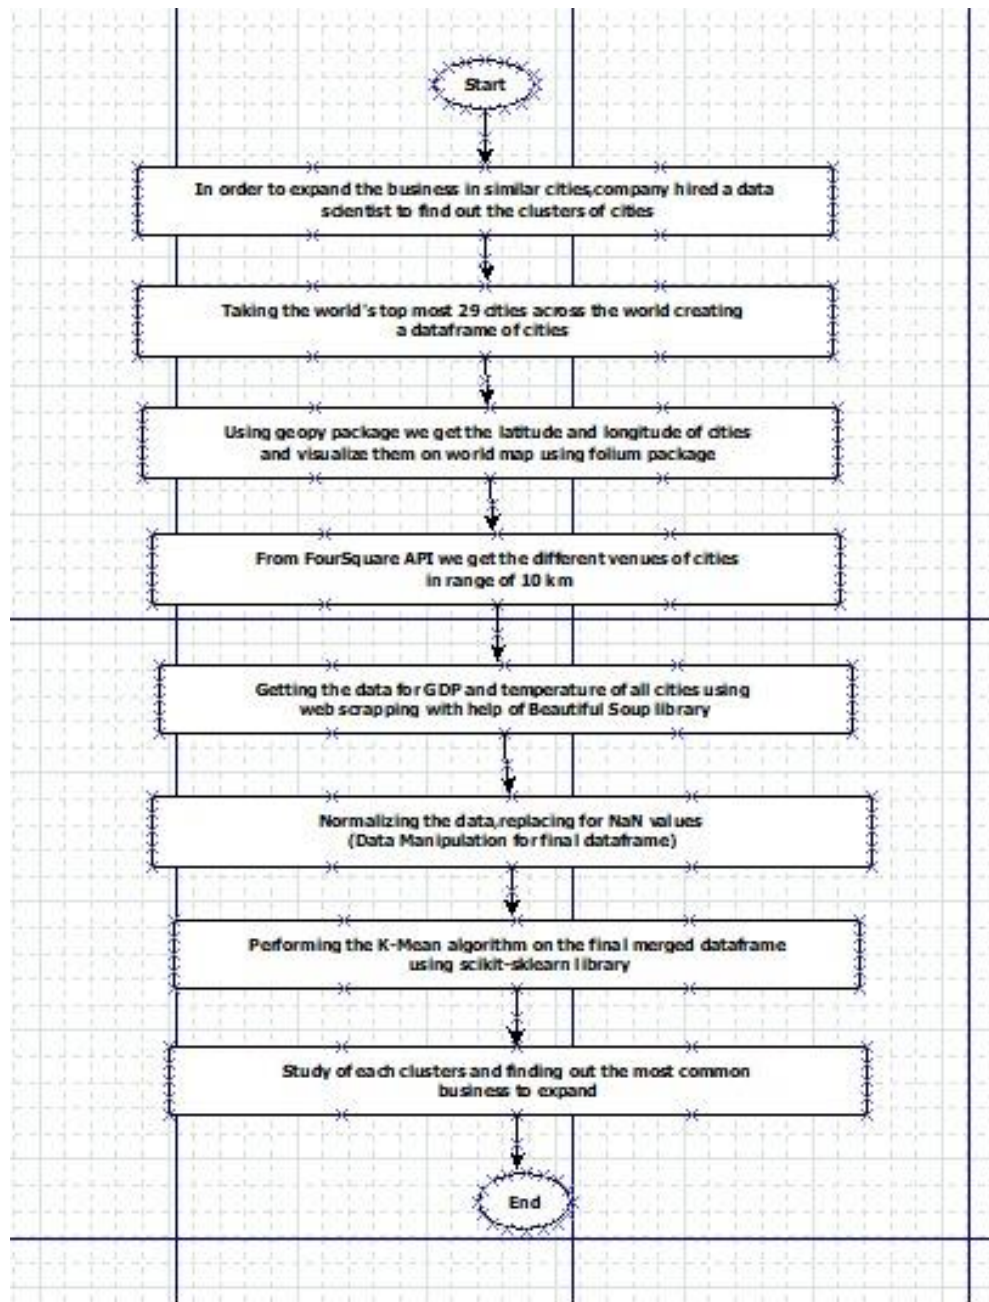 Start
In order to expand the business in similar cities,company hired a data
scientist to find out the clusters of cities
Taking the world's top most 29 cities across the world creating
a dataframe of cities
Using geopy package we get the latitude and longitude of cities
and visualize them on world map using folium package
From FourSquare API we get the different venues of cities
in range of 10 km
Getting the data for GDP and temperature of all cities using
web scrapping with help of Beautiful Soup library
Normalizing the data,replacing for NaN values
(Data Manipulation for final dataframe)
Performing the K-Mean algorithm on the final merged dataframe
using scikit-sklearn library
Study of each clusters and finding out the most common
business to expand
End